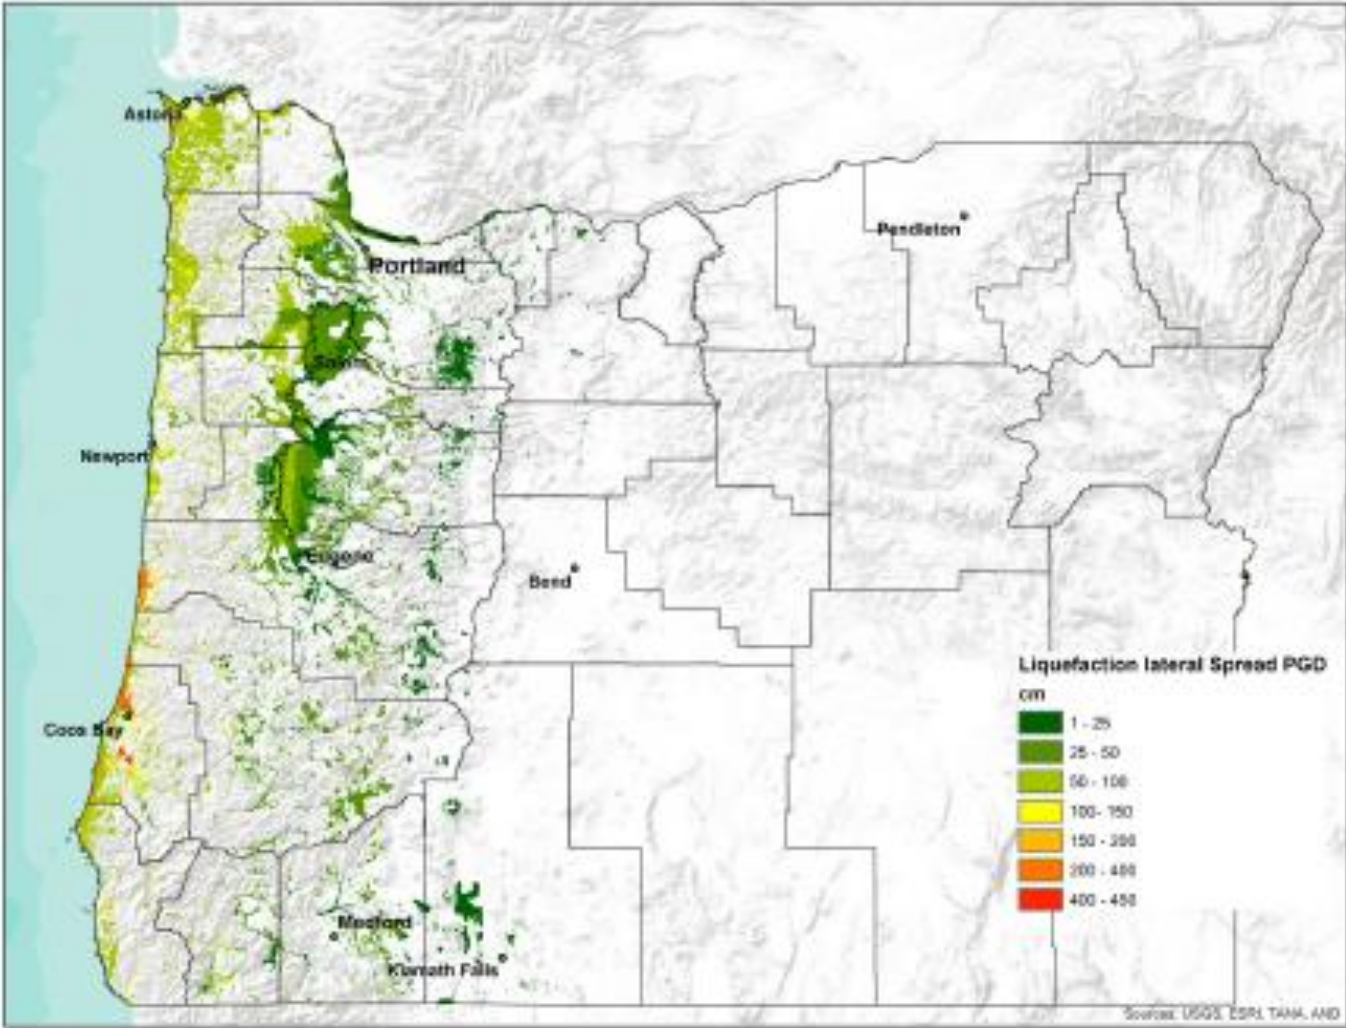 Astoria
Pendleton
Portland
Salem
Newport
Eugene
Bend
Liquefaction lateral Spread PGD
cm
1 - 25
25 - 50
50 - 100
100- 150
150 - 200
200 - 400
400 - 450
Coos Bay
Medford
Klamath Falls
Sources: USGS, ESRI, TANA, AND